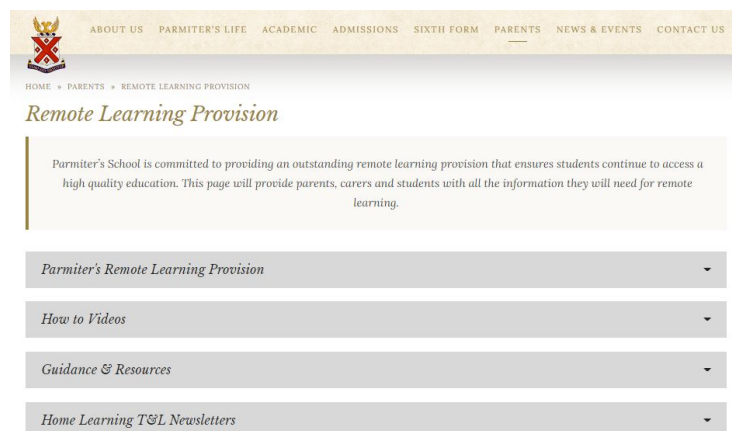 ABOUT US PARMITER'S LIFE ACADEMIC ADMISSIONS SIXTH FORM PARENTS NEWS & EVENTS CONTACT US
HOME » PARENTS » REMOTE LEARNING PROVISION
Remote Learning Provision
Parmiter's School is committed to providing an outstanding remote learning provision that ensures students continue to access a
high quality education. This page will provide parents, carers and students with all the information they will need for remote
learning.
Parmiter's Remote Learning Provision
How to Videos
Guidance & Resources
Home Learning T&L Newsletters